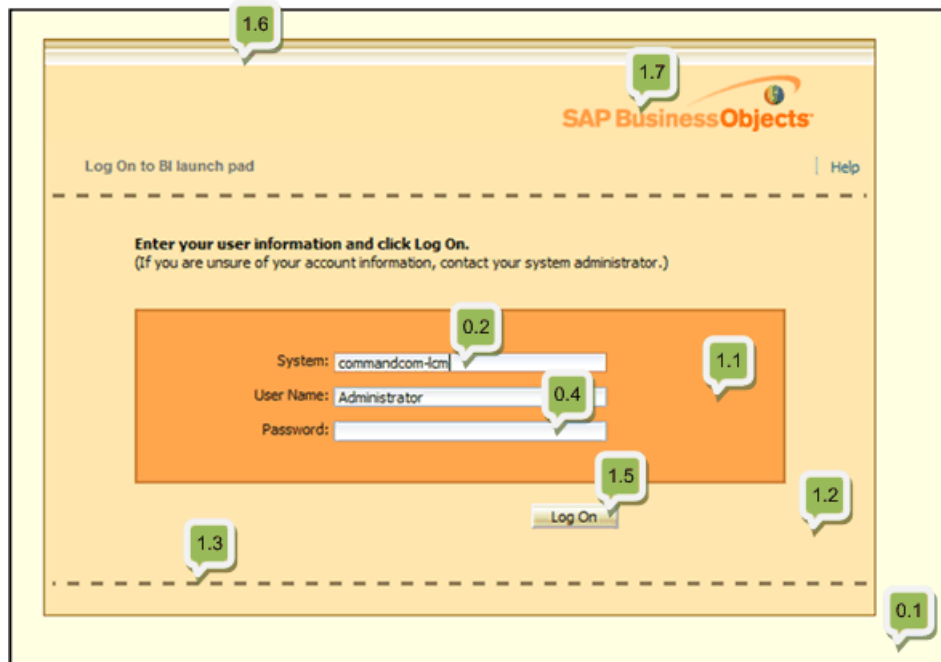 1.6
1.7
SAP BusinessObjects
Log On to BI launch pad
Help
Enter your user information and click Log On.
(If you are unsure of your account information, contact your system administrator.)
0.2
System: commandcom-lcm
1.1
User Name: Administrator
0.4
Password:
1.5
1.2
Log On
1.3
0.1